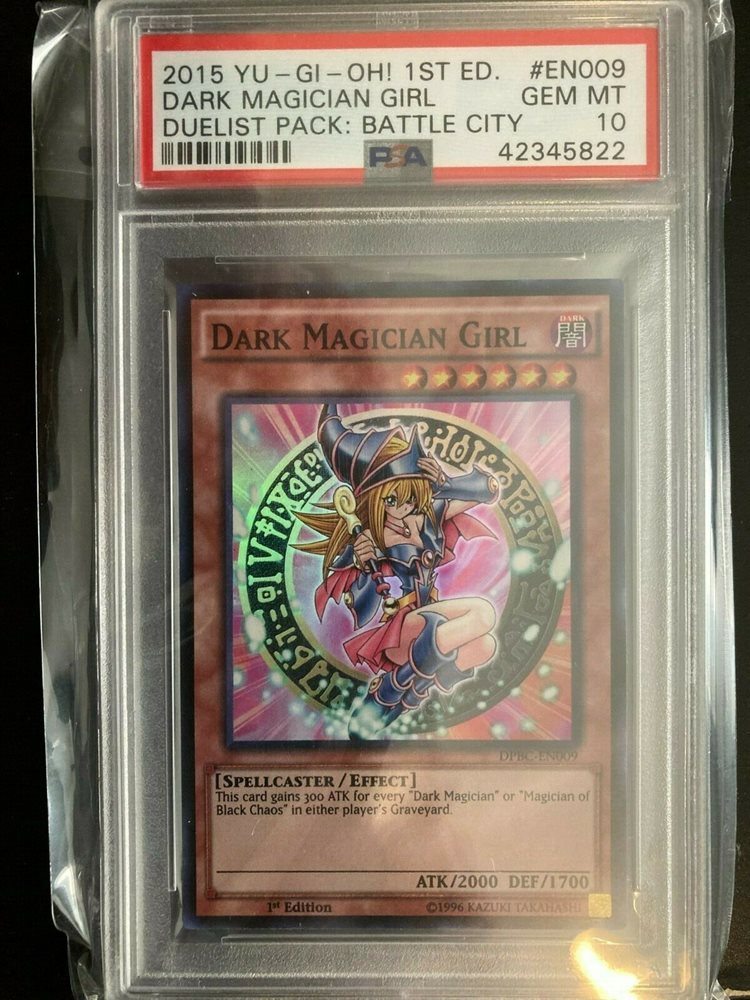 2015 YU-GI-OH! 1ST ED. #EN009
DARK MAGICIAN GIRL GEM MT
DUELIST PACK: BATTLE CITY 10
PSA 42345822
DARK MAGICIAN GIRL
DARK
闇
DPBC-EN009
[SPELLCASTER/EFFECT]
This card gains 300 ATK for every "Dark Magician" or "Magician of
Black Chaos" in either player's Graveyard.
ATK/2000 DEF/1700
1st Edition ©1996 KAZUKI TAKAHASHI